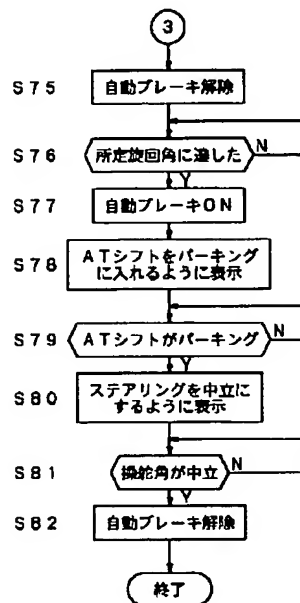 3
S75 自動ブレーキ解除
S76 所定旋回角に達した N
Y
S77 自動ブレーキON
S78 ATシフトをパーキング
に入れるように表示
S79 ATシフトがパーキング N
Y
S80 ステアリングを中立に
するように表示
S81 操舵角が中立 N
Y
S82 自動ブレーキ解除
終了